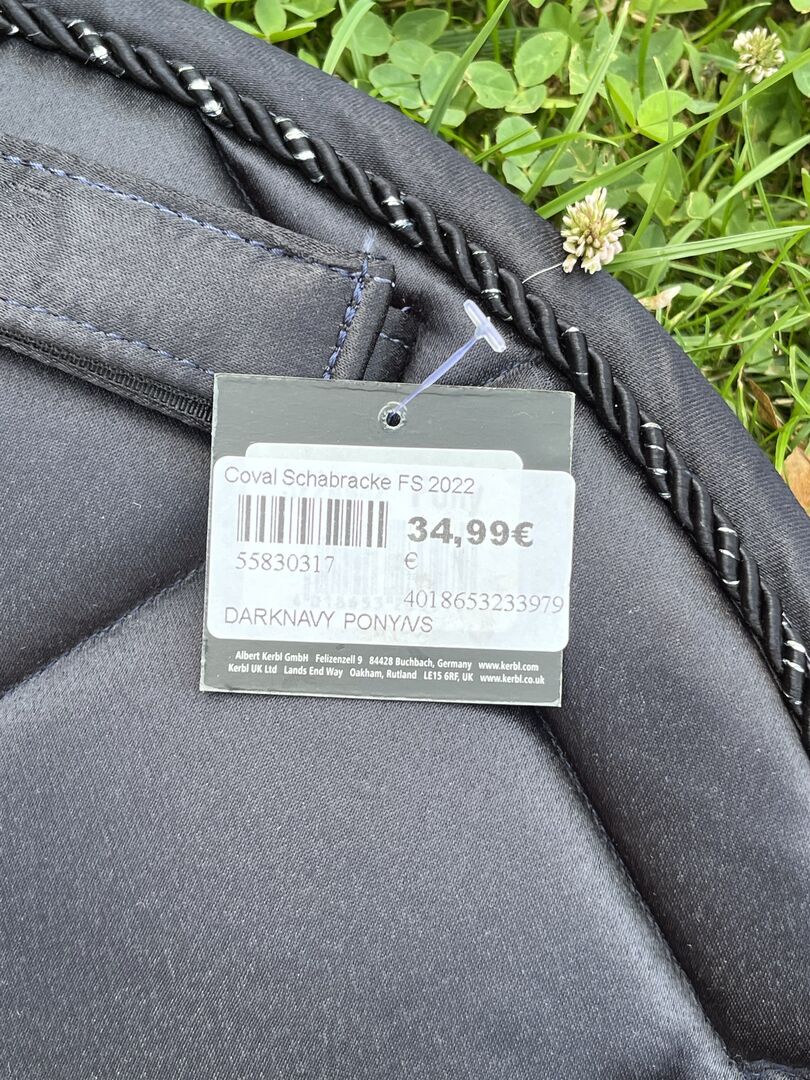 Coval Schabracke FS 2022
34,99€
55830317
€
4018653233979
DARKNAVY PONY/VS
Albert Kerbl GmbH Felizenzell 9 84428 Buchbach, Germany www.kerbl.com
Kerbl UK Ltd Lands End Way Oakham, Rutland LE15 6RF, UK www.kerbl.co.uk